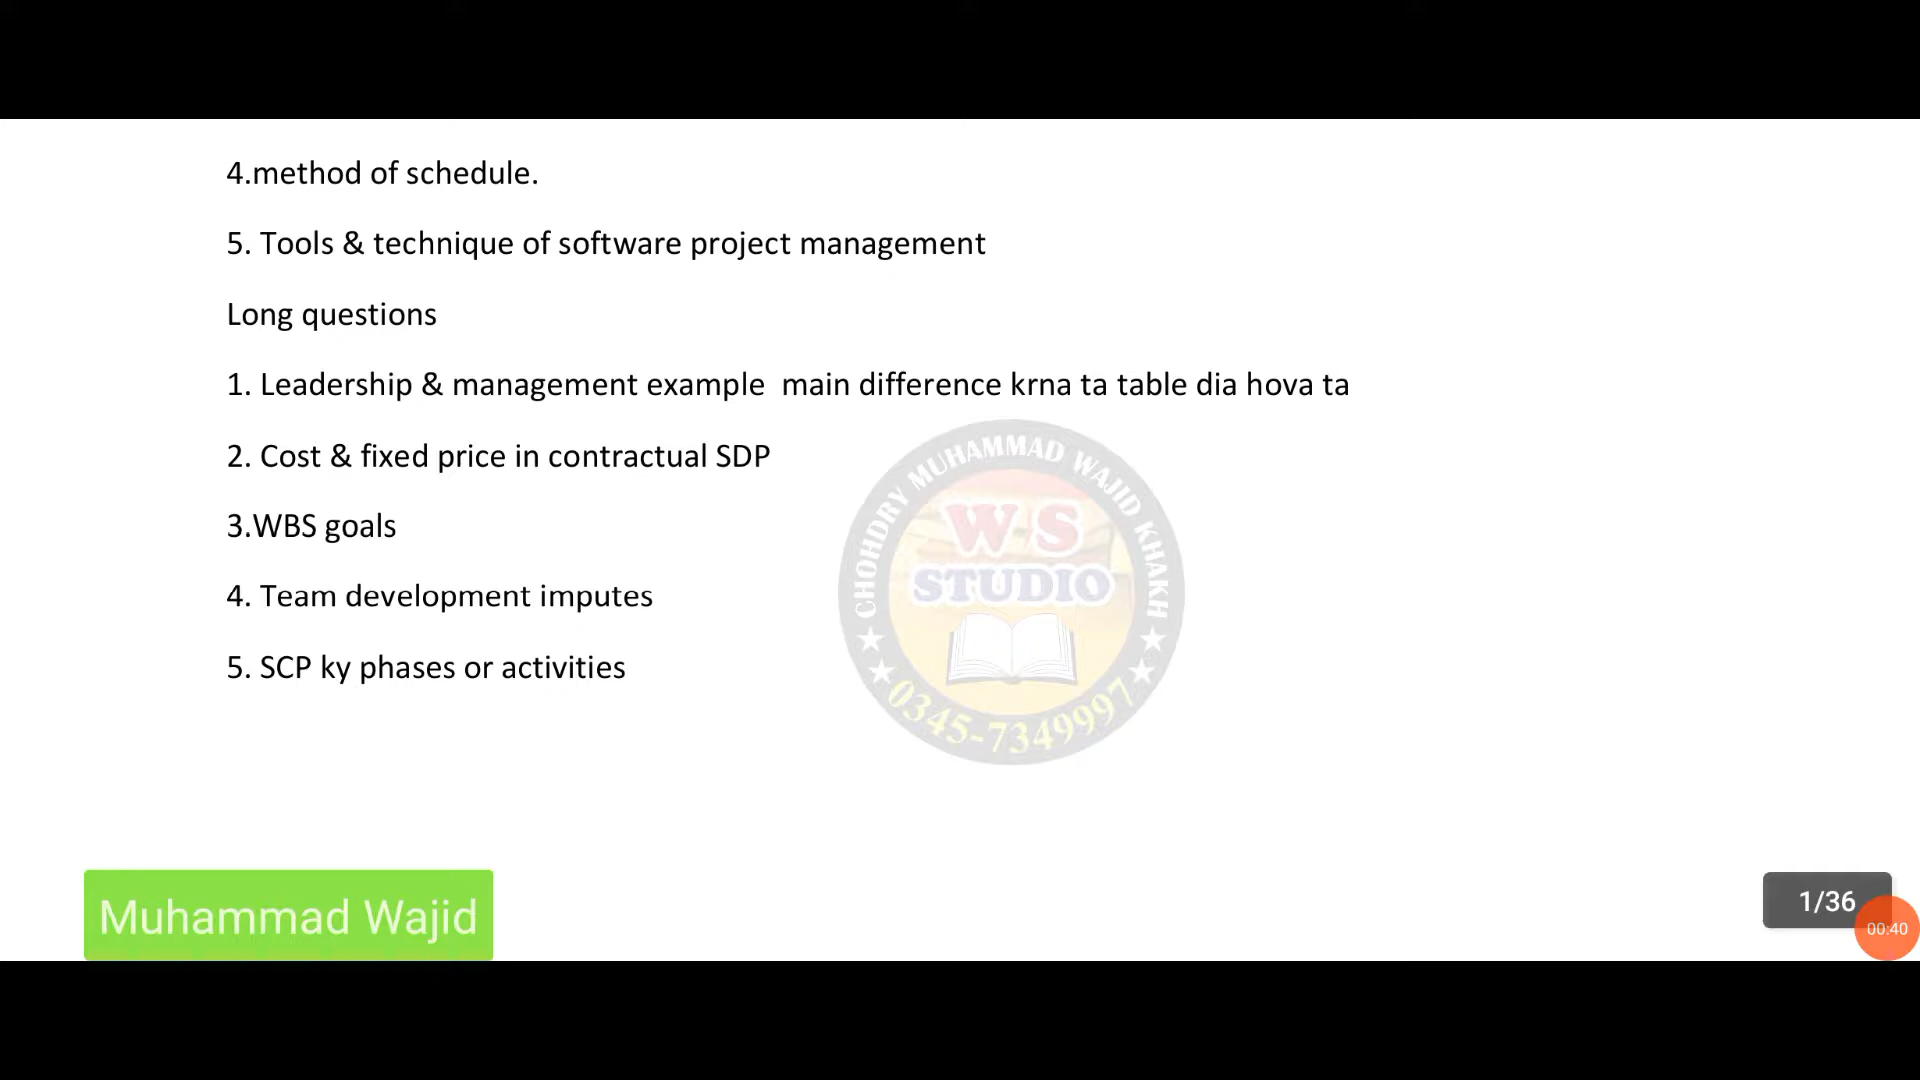 4.method of schedule.
5. Tools & technique of software project management
Long questions
1. Leadership & management example  main difference krna ta table dia hova ta
2. Cost & fixed price in contractual SDP
3.WBS goals
4. Team development imputes
5. SCP ky phases or activities
CHOHDRY MUHAMMAD WAJID KHAKH
W S
STUDIO
0345-7349997
Muhammad Wajid
1/36
00:40